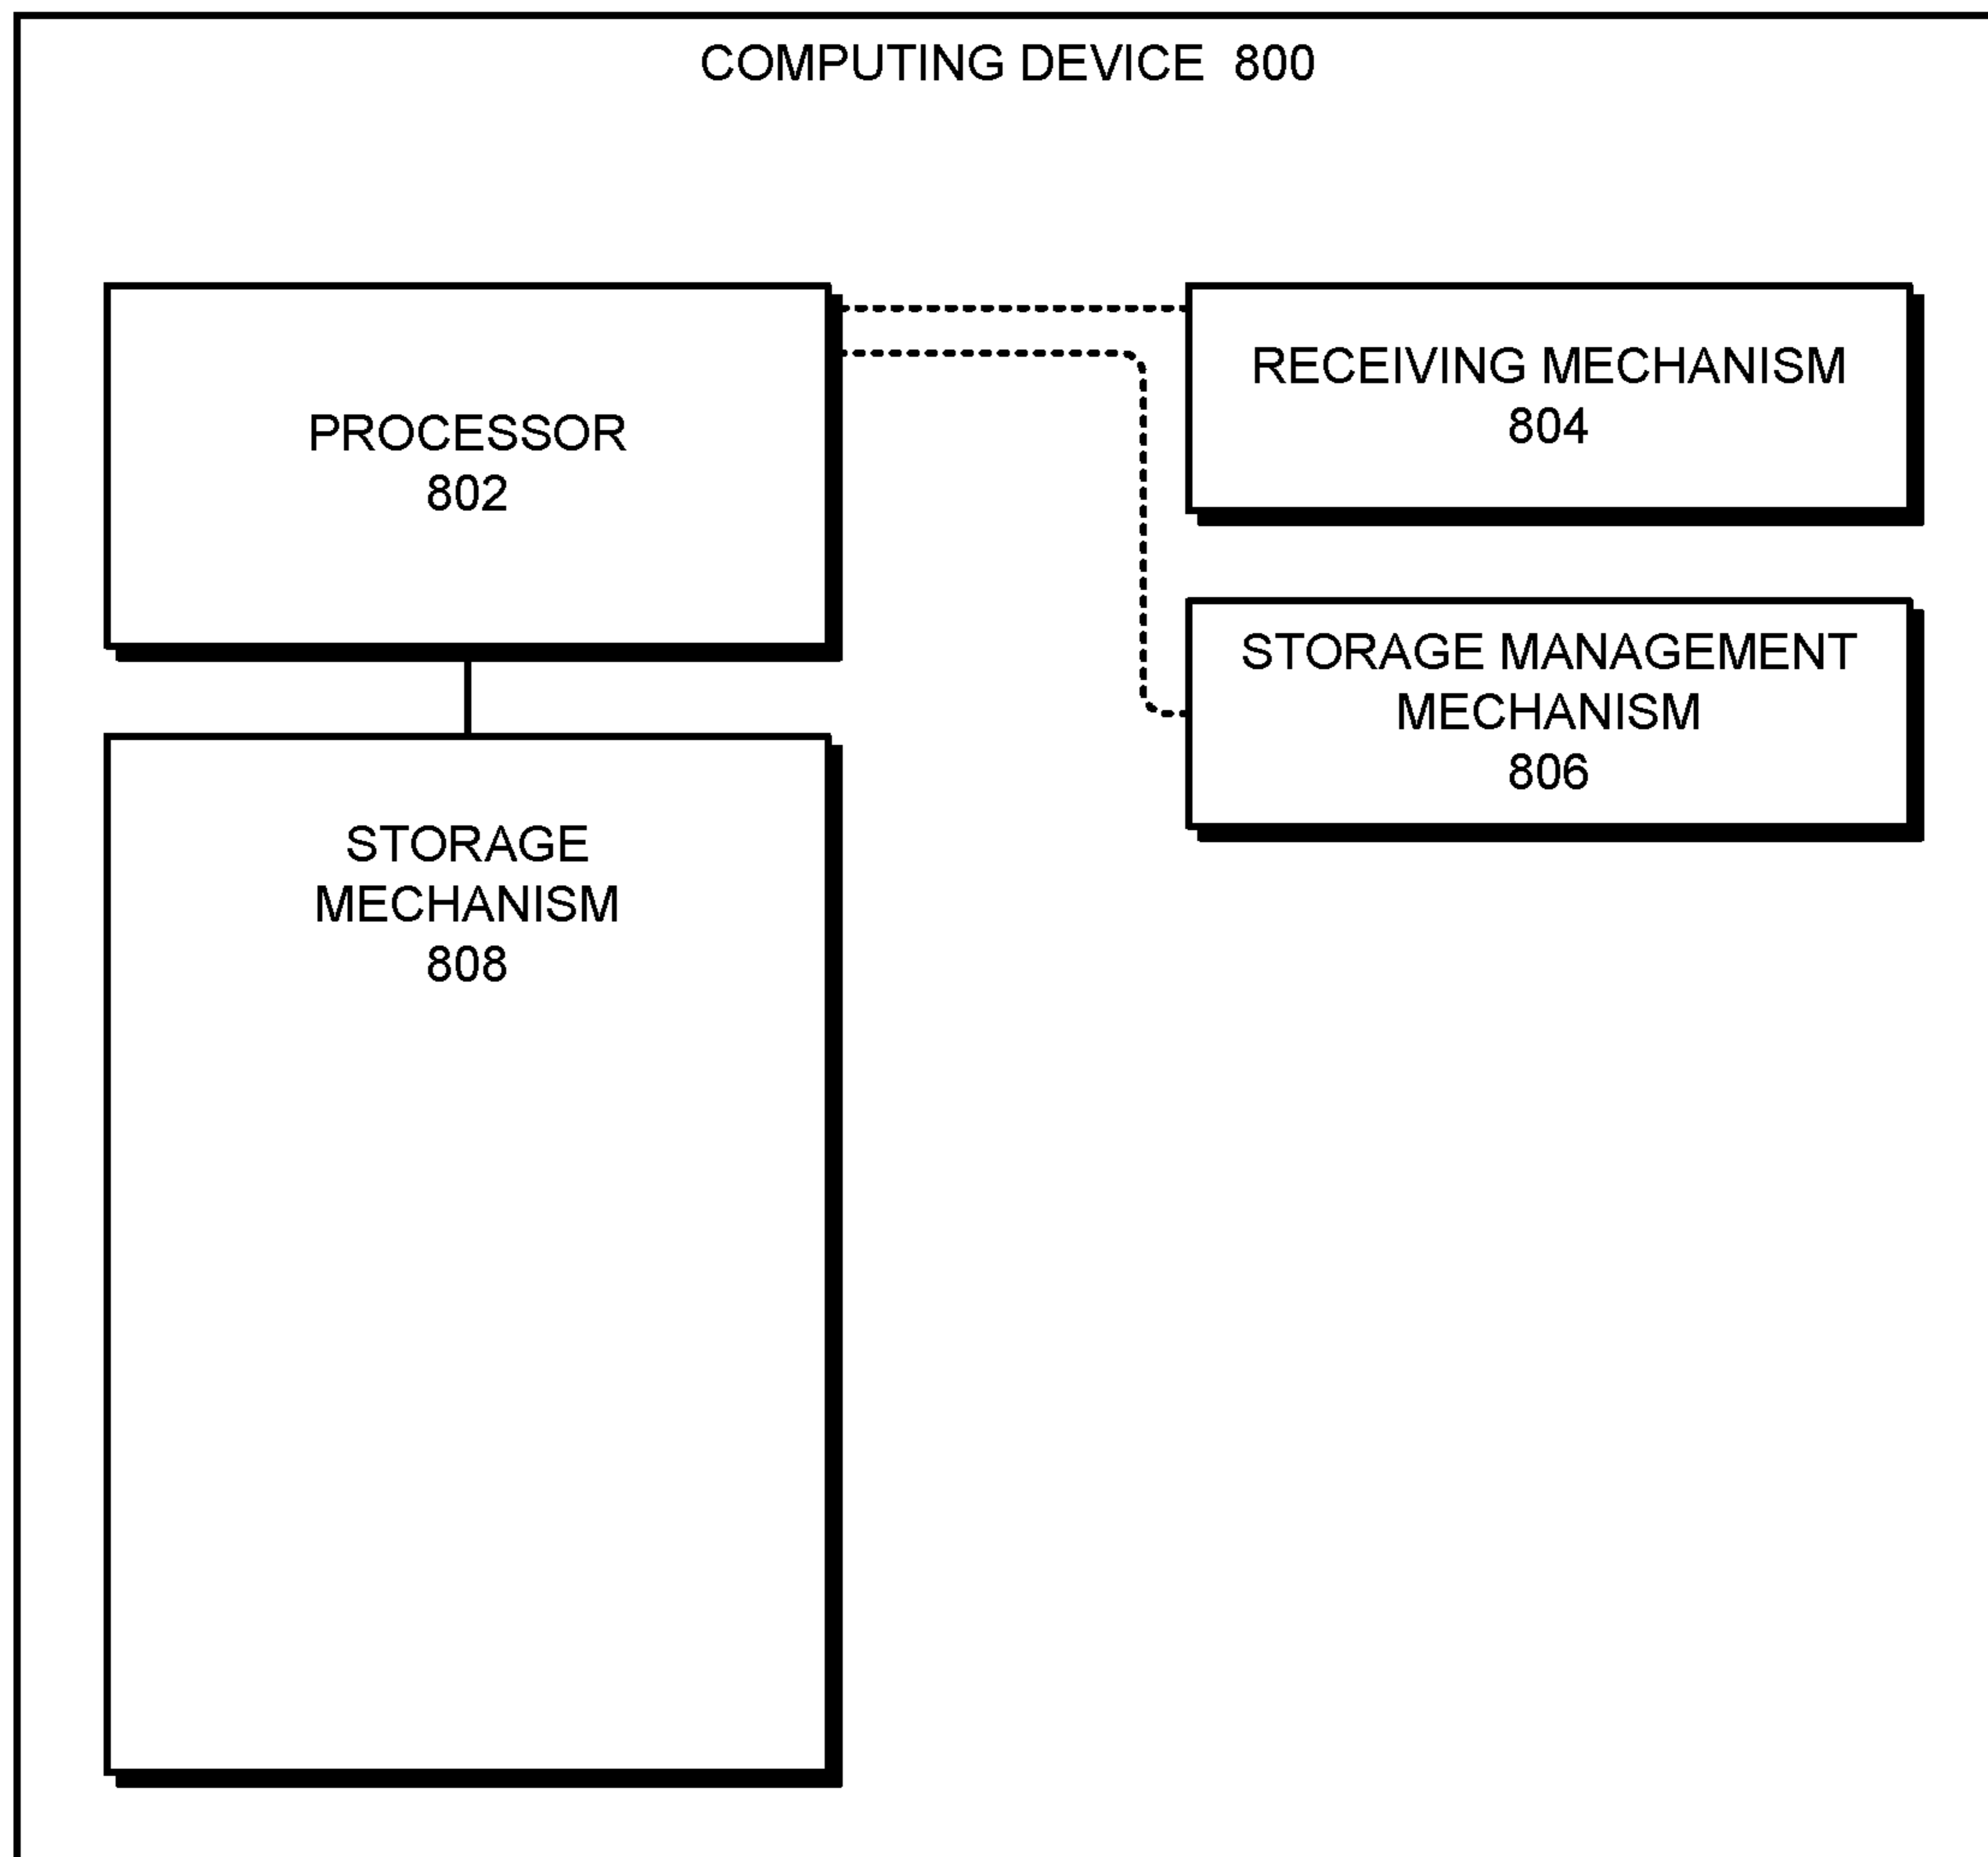 COMPUTING DEVICE 800
PROCESSOR
802
RECEIVING MECHANISM
804
STORAGE MANAGEMENT
MECHANISM
806
STORAGE
MECHANISM
808